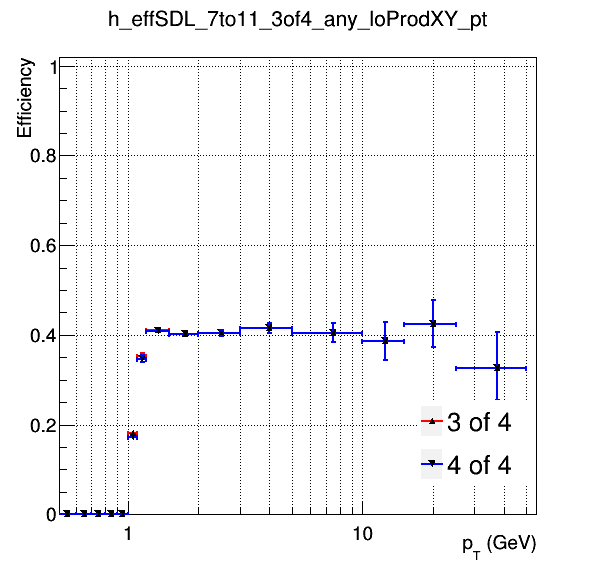 h_effSDL_7to11_3of4_any_loProdXY_pt
Efficiency
1
0.8
0.6
0.4
0.2
0
1
10
p_T (GeV)
3 of 4
4 of 4